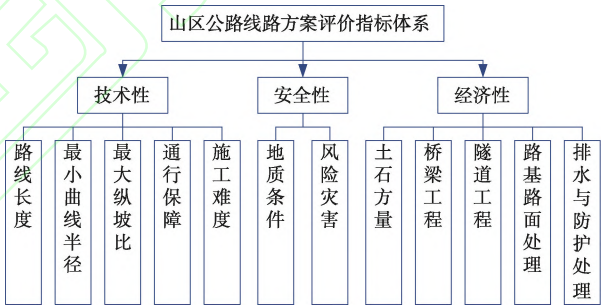 山区公路线路方案评价指标体系
技术性
安全性
经济性
路线长度
最小曲线半径
最大纵坡比
通行保障
施工难度
地质条件
风险灾害
土石方量
桥梁工程
隧道工程
路基路面处理
排水与防护处理